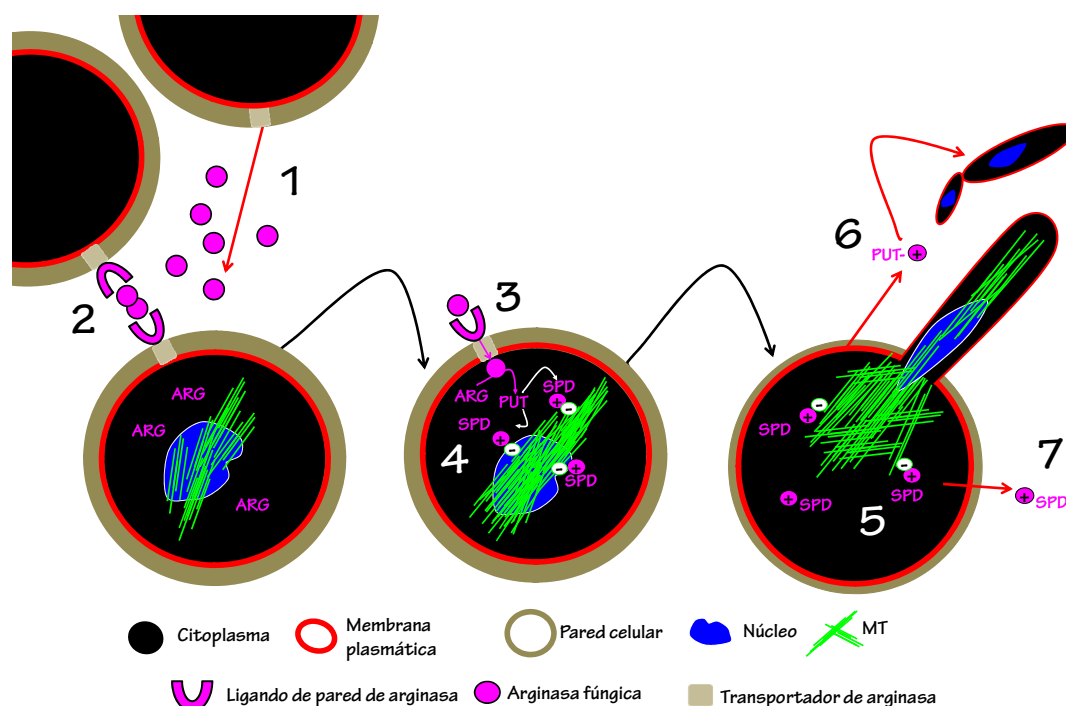 1
2
ARG
ARG
ARG
3
ARG
PUT
SPD
SPD
4
SPD
6
PUT-
+
SPD
SPD
SPD
5
7
+
SPD
Citoplasma
Membrana
plasmática
Pared celular
Núcleo
MT
Ligando de pared de arginasa
Arginasa fúngica
Transportador de arginasa